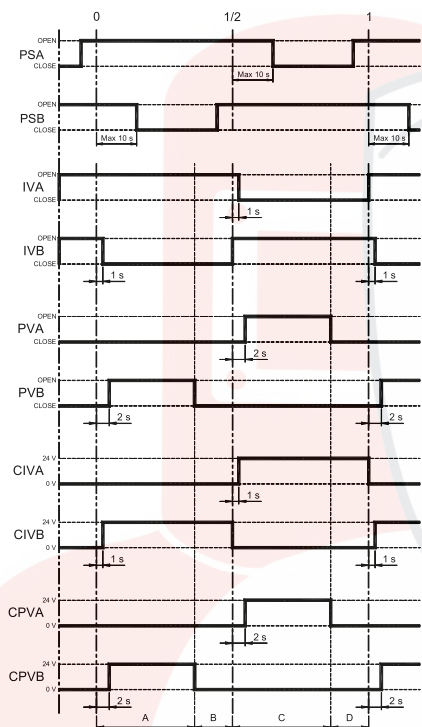 0 1/2 1
OPEN
PSA
CLOSE
Max 10 s
OPEN
PSB
CLOSE
Max 10 s Max 10 s
OPEN
IVA
CLOSE
1 s
OPEN
IVB
CLOSE
1 s 1 s
OPEN
PVA
CLOSE
2 s
OPEN
PVB
CLOSE
2 s 2 s
24 V
CIVA
0 V
1 s
24 V
CIVB
0 V
1 s 1 s
24 V
CPVA
0 V
2 s
24 V
CPVB
0 V
2 s 2 s
A B C D